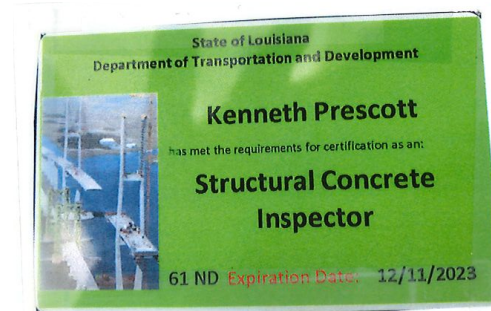 State of Louisiana
Department of Transportation and Development
Kenneth Prescott
has met the requirements for certification as an:
Structural Concrete
Inspector
61 ND Expiration Date: 12/11/2023